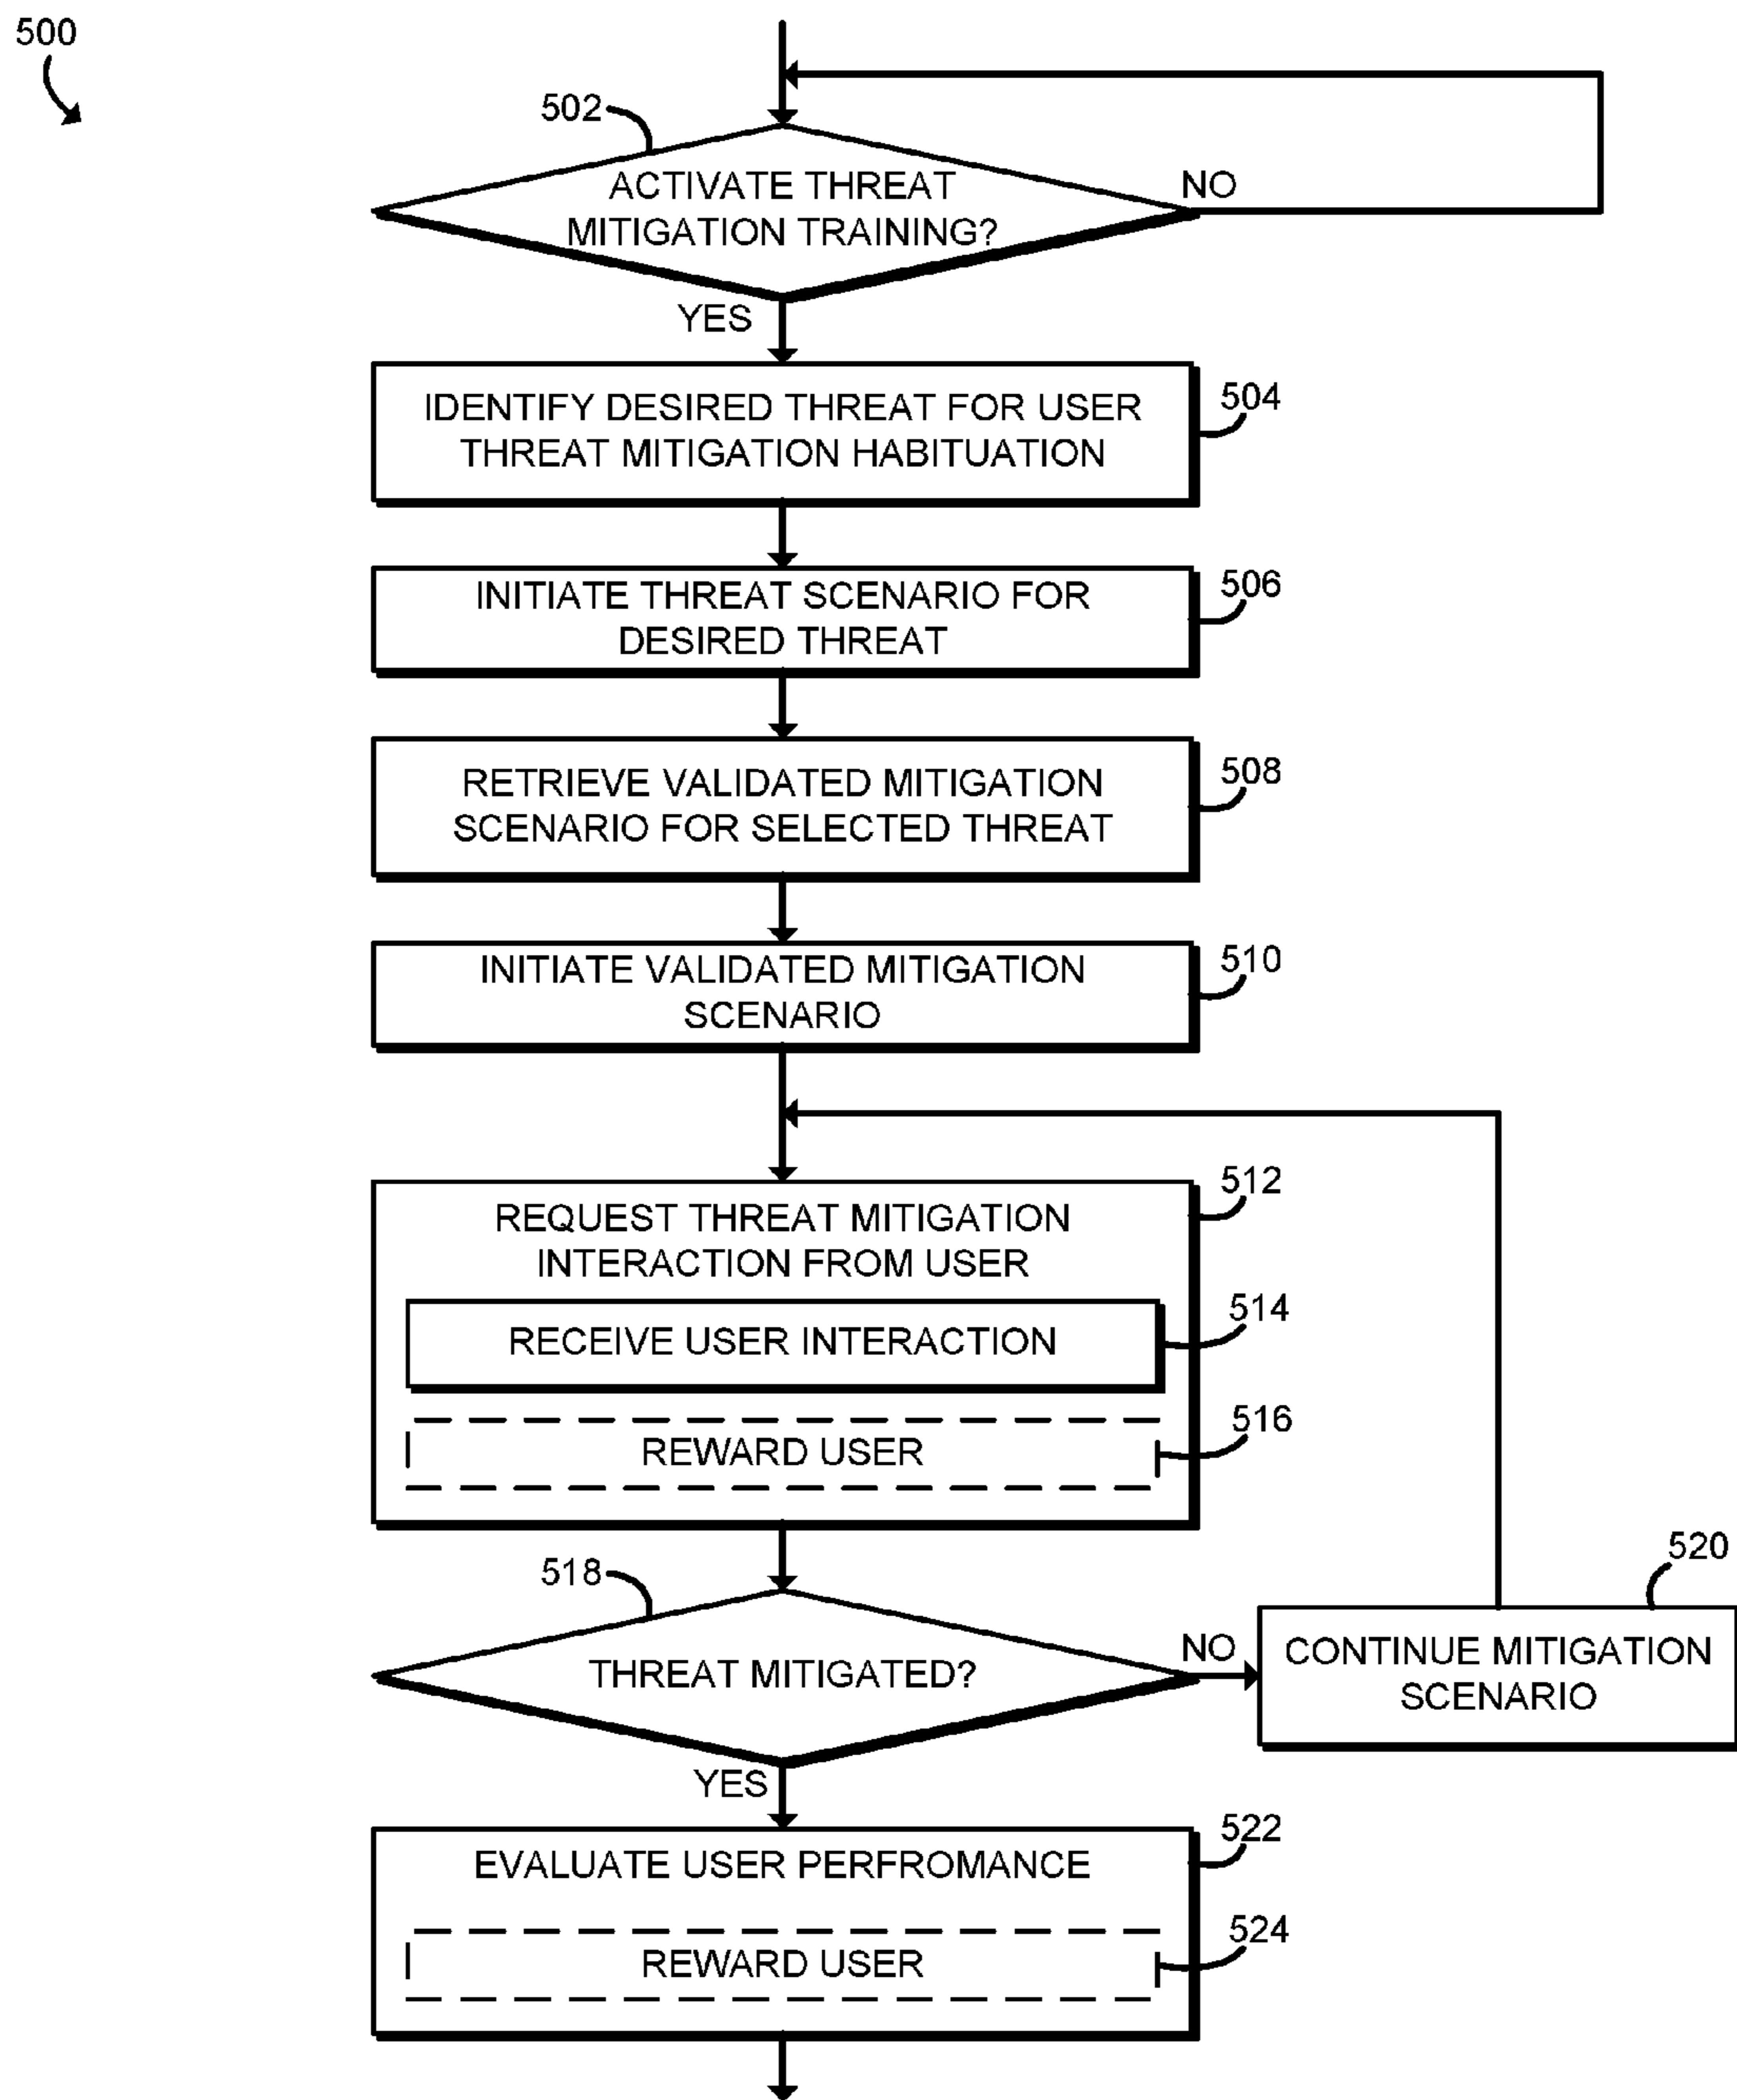 500
502
ACTIVATE THREAT
MITIGATION TRAINING?
NO
YES
IDENTIFY DESIRED THREAT FOR USER
THREAT MITIGATION HABITUATION
504
INITIATE THREAT SCENARIO FOR
DESIRED THREAT
506
RETRIEVE VALIDATED MITIGATION
SCENARIO FOR SELECTED THREAT
508
INITIATE VALIDATED MITIGATION
SCENARIO
510
REQUEST THREAT MITIGATION
INTERACTION FROM USER
512
RECEIVE USER INTERACTION
514
REWARD USER
516
518
THREAT MITIGATED?
NO
520
CONTINUE MITIGATION
SCENARIO
YES
EVALUATE USER PERFROMANCE
522
REWARD USER
524